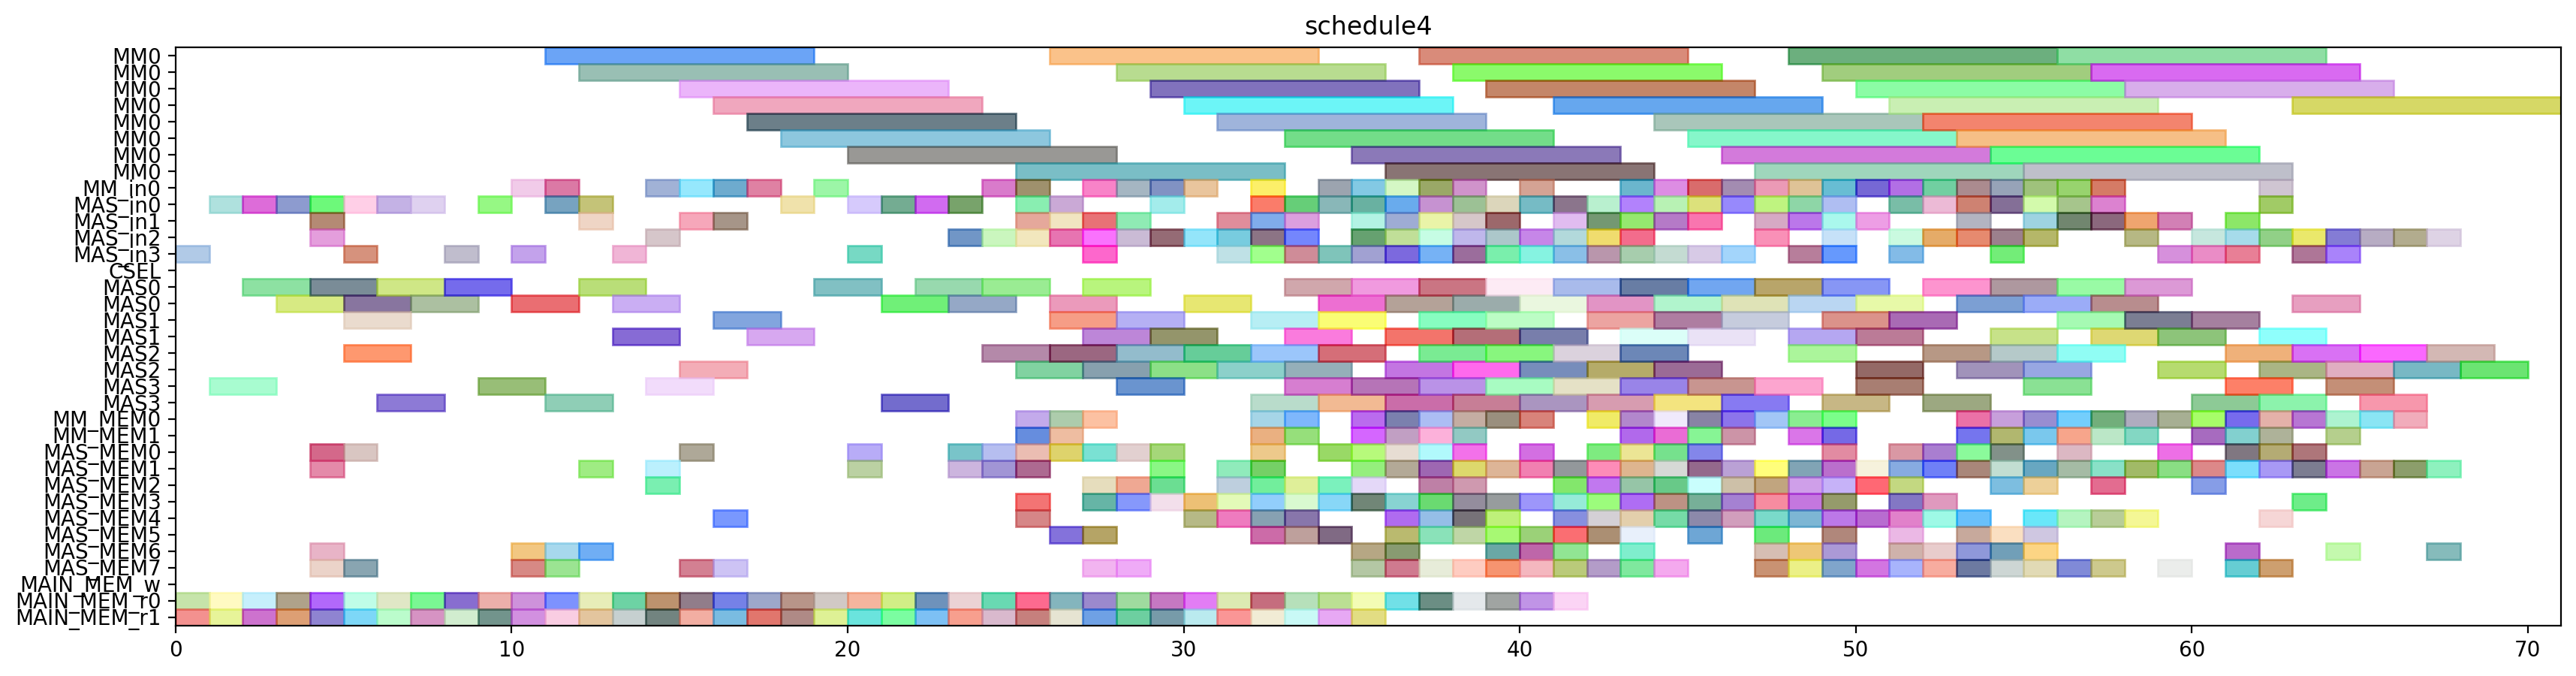 schedule4
MM0
MM0
MM0
MM0
MM0
MM0
MM0
MM0
MM_in0
MAS_in0
MAS_in1
MAS_in2
MAS_in3
CSEL
MAS0
MAS0
MAS1
MAS1
MAS2
MAS2
MAS3
MAS3
MM_MEM0
MM_MEM1
MAS_MEM0
MAS_MEM1
MAS_MEM2
MAS_MEM3
MAS_MEM4
MAS_MEM5
MAS_MEM6
MAS_MEM7
MAIN_MEM_w
MAIN_MEM_r0
MAIN_MEM_r1
0 10 20 30 40 50 60 70